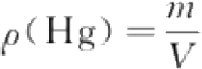 ρ(Hg) = m/V